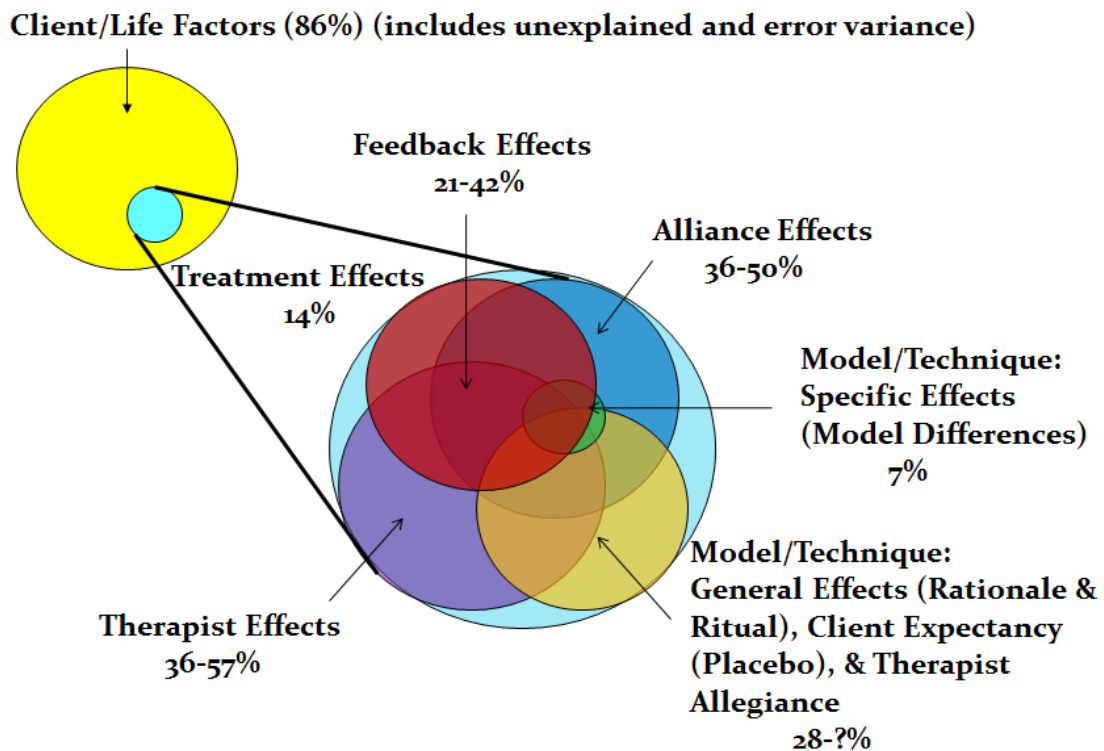 Client/Life Factors (86%) (includes unexplained and error variance)
Feedback Effects
21-42%
Alliance Effects
36-50%
Treatment Effects
14%
Model/Technique:
Specific Effects
(Model Differences)
7%
Model/Technique:
General Effects (Rationale &
Ritual), Client Expectancy
(Placebo), & Therapist
Allegiance
28-?%
Therapist Effects
36-57%